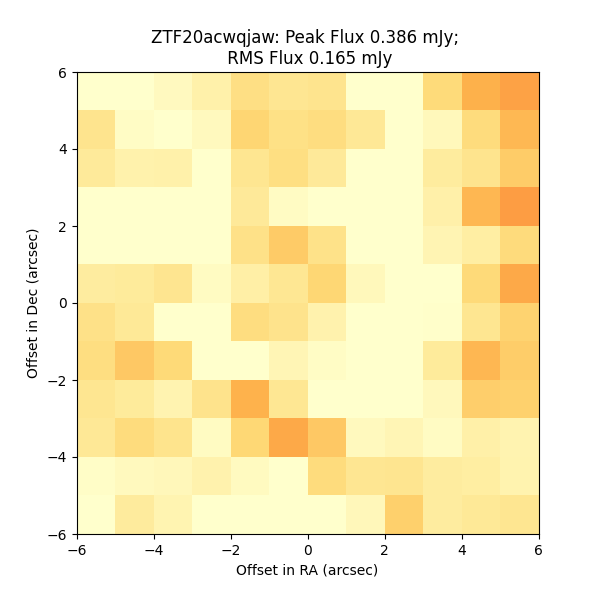 ZTF20acwqjaw: Peak Flux 0.386 mJy;
RMS Flux 0.165 mJy
6
4
2
0
−2
−4
−6
Offset in Dec (arcsec)
−6 −4 −2 0 2 4 6
Offset in RA (arcsec)